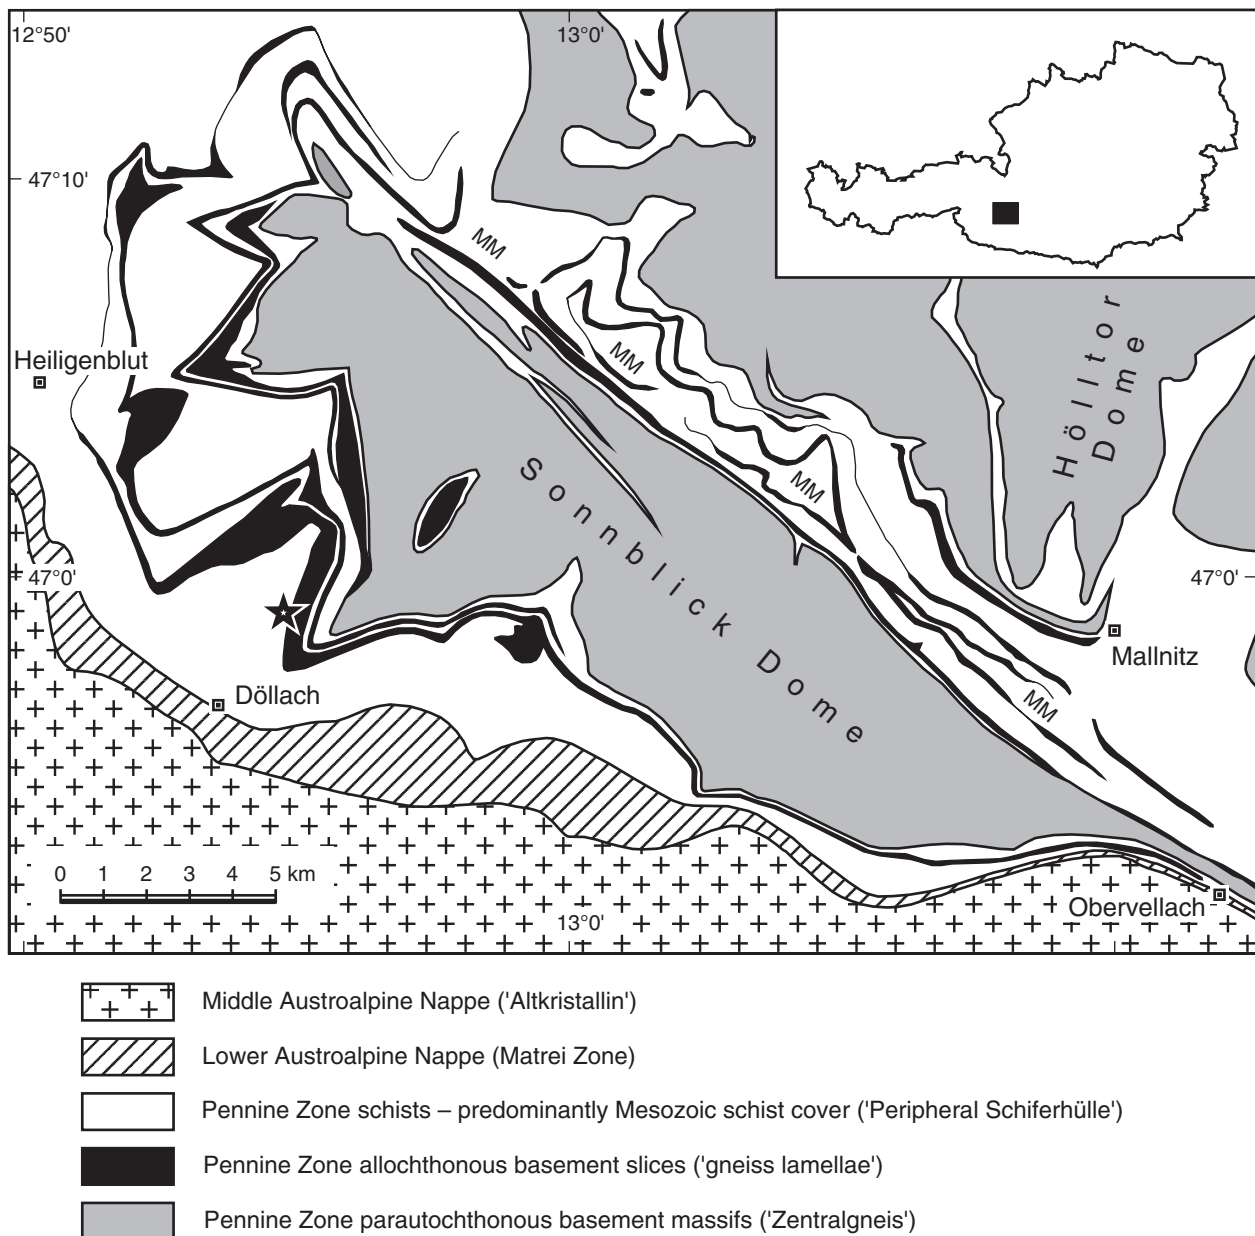 12°50'
13°0'
47°10'
MM
Hölltor
Dome
Heiligenblut
MM
MM
Sonnblick Dome
47°0'
47°0'
Mallnitz
MM
Döllach
0 1 2 3 4 5 km
13°0'
Obervellach
Middle Austroalpine Nappe ('Altkristallin')
Lower Austroalpine Nappe (Matrei Zone)
Pennine Zone schists – predominantly Mesozoic schist cover ('Peripheral Schiferhülle')
Pennine Zone allochthonous basement slices ('gneiss lamellae')
Pennine Zone parautochthonous basement massifs ('Zentralgneis')